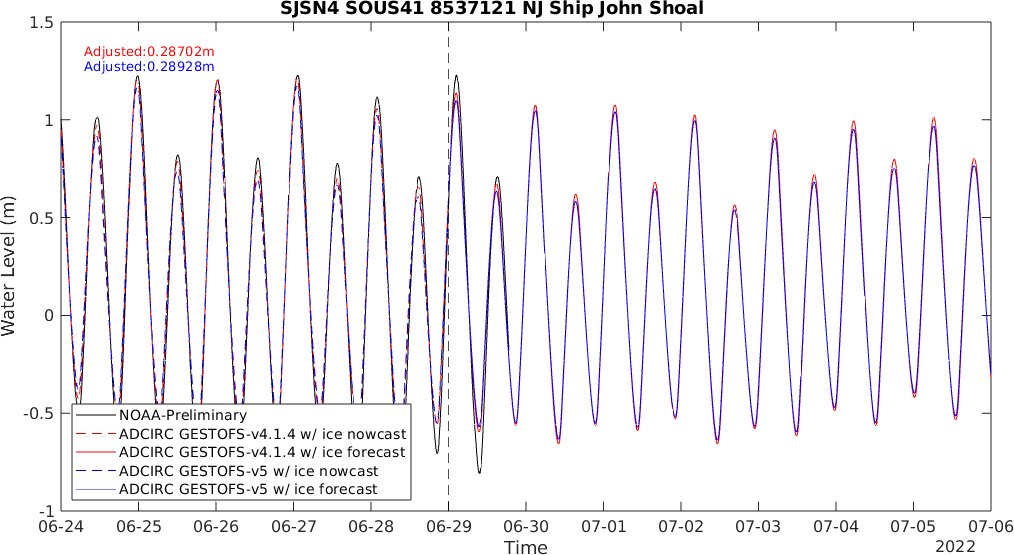 SJSN4 SOUS41 8537121 NJ Ship John Shoal
Adjusted:0.28702m
Adjusted:0.28928m
Water Level (m)
1.5
1
0.5
0
-0.5
-1
NOAA-Preliminary
ADCIRC GESTOFS-v4.1.4 w/ ice nowcast
ADCIRC GESTOFS-v4.1.4 w/ ice forecast
ADCIRC GESTOFS-v5 w/ ice nowcast
ADCIRC GESTOFS-v5 w/ ice forecast
06-24 06-25 06-26 06-27 06-28 06-29 06-30 07-01 07-02 07-03 07-04 07-05 07-06
Time
2022